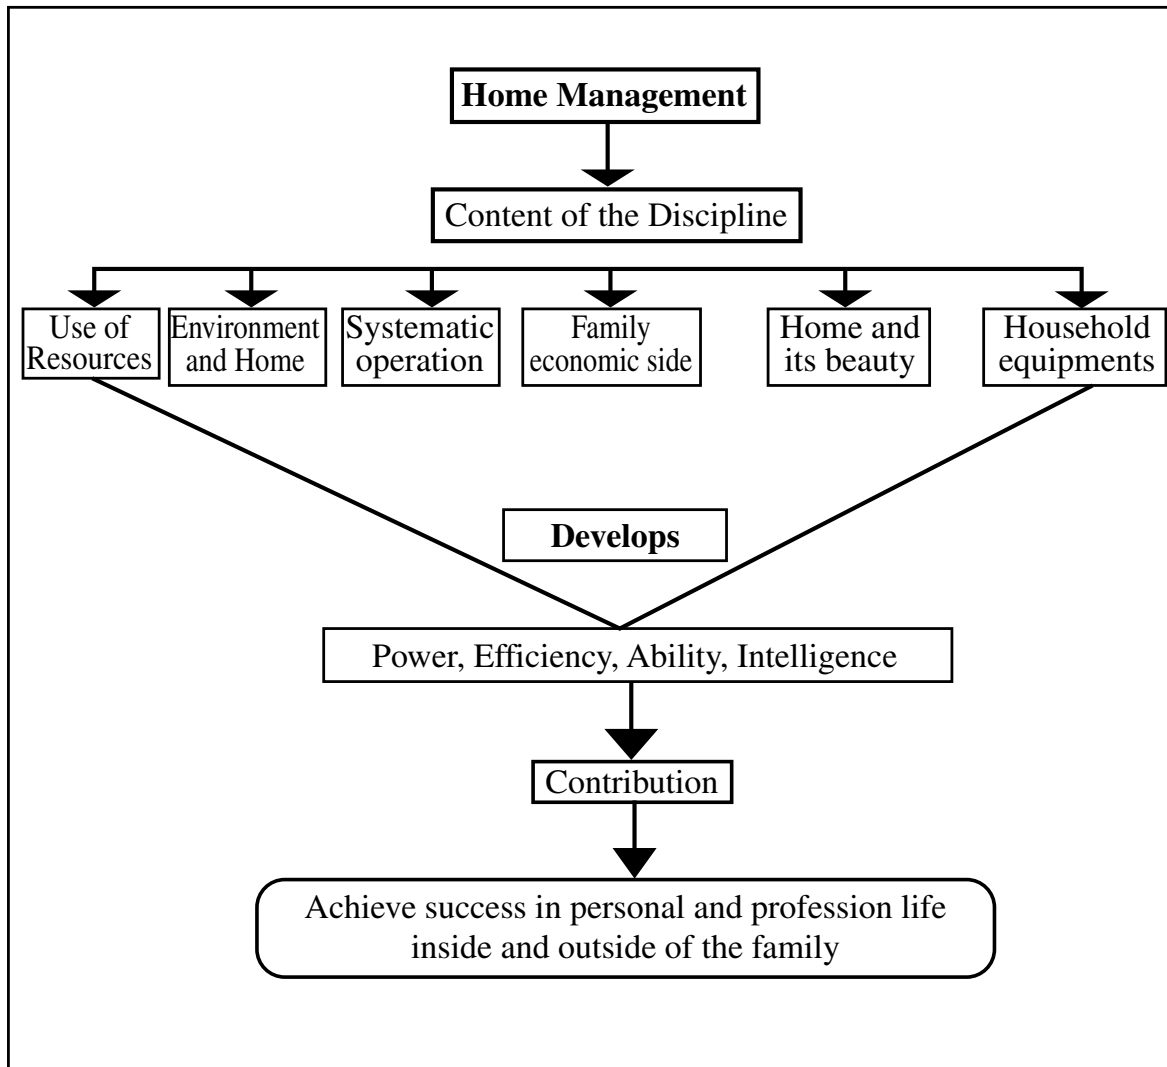 Home Management
Content of the Discipline
Use of
Resources
Environment
and Home
Systematic
operation
Family
economic side
Home and
its beauty
Household
equipments
Develops
Power, Efficiency, Ability, Intelligence
Contribution
Achieve success in personal and profession life
inside and outside of the family